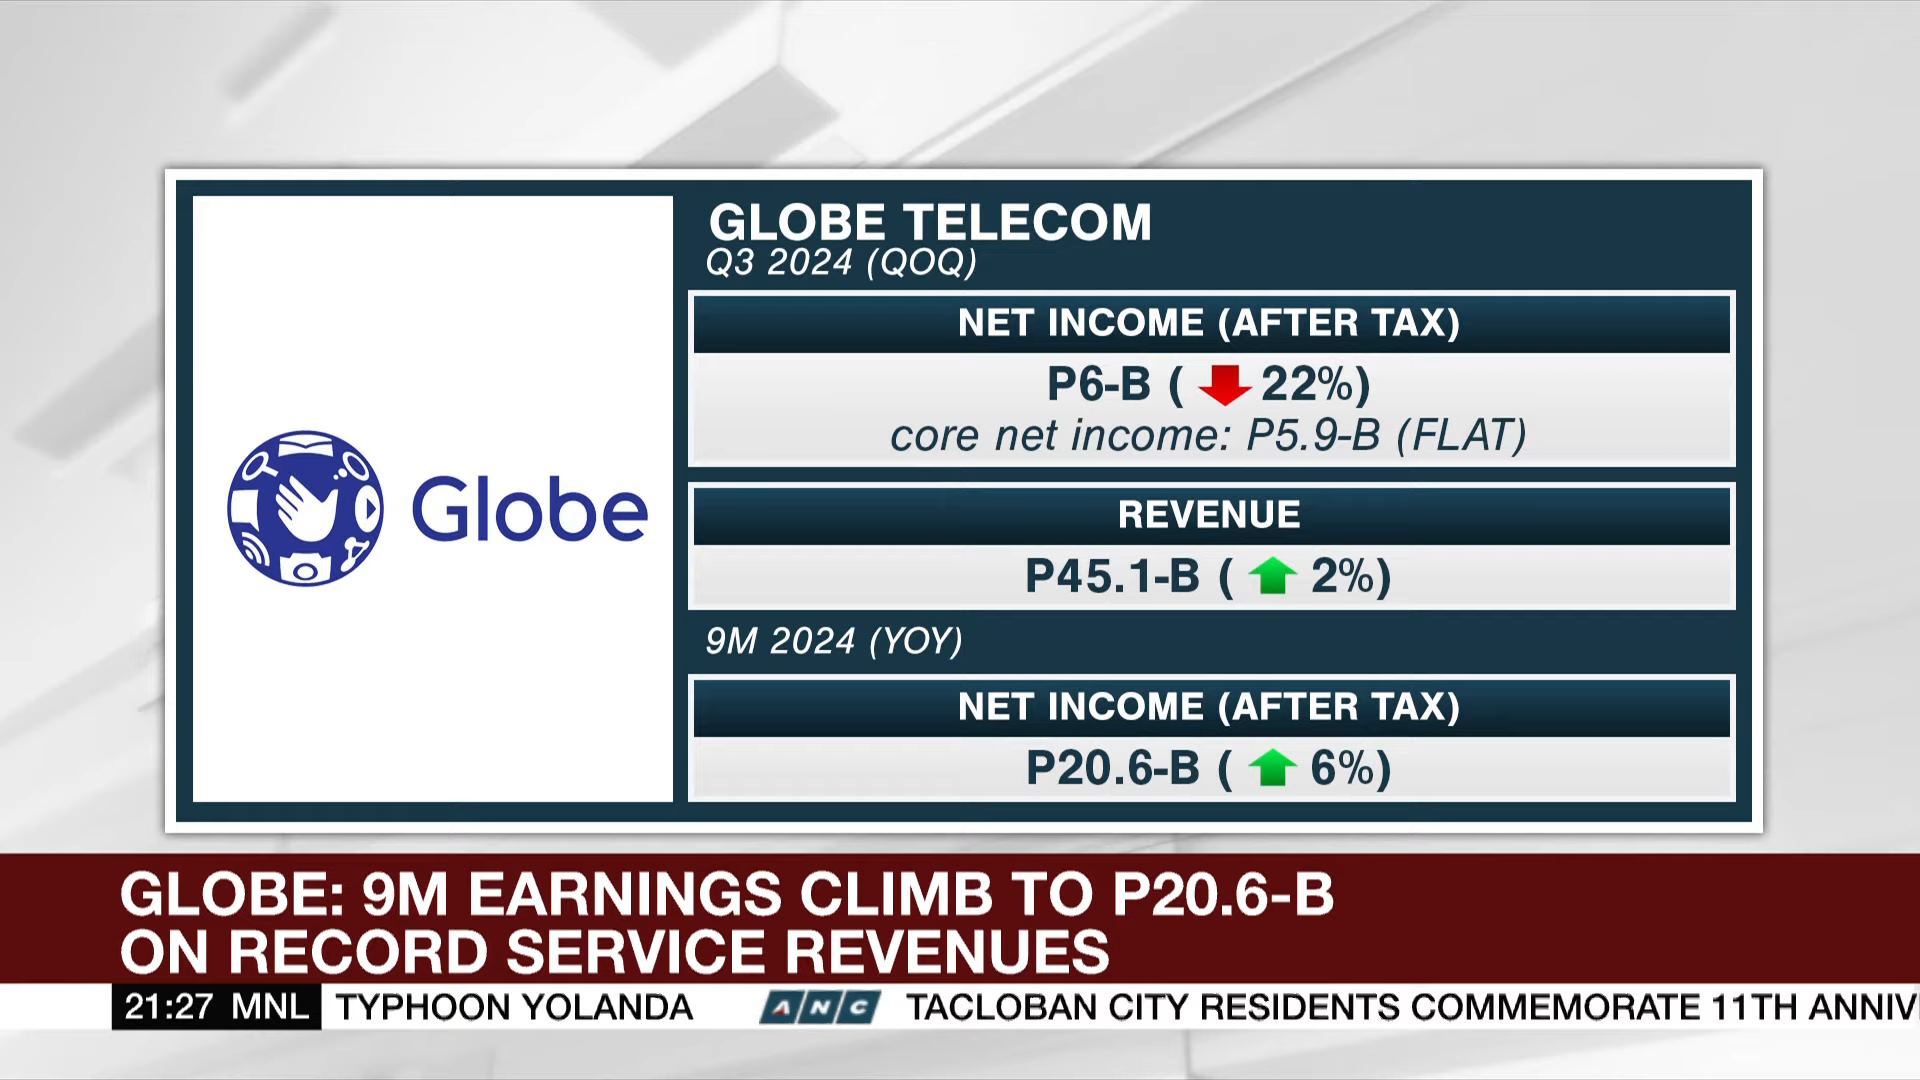 GLOBE TELECOM
Q3 2024 (QOQ)
NET INCOME (AFTER TAX)
P6-B ( 22%)
core net income: P5.9-B (FLAT)
Globe
REVENUE
P45.1-B ( 2%)
9M 2024 (YOY)
NET INCOME (AFTER TAX)
P20.6-B ( 6%)
GLOBE: 9M EARNINGS CLIMB TO P20.6-B
ON RECORD SERVICE REVENUES
21:27 MNL TYPHOON YOLANDA ANC TACLOBAN CITY RESIDENTS COMMEMORATE 11TH ANNIV